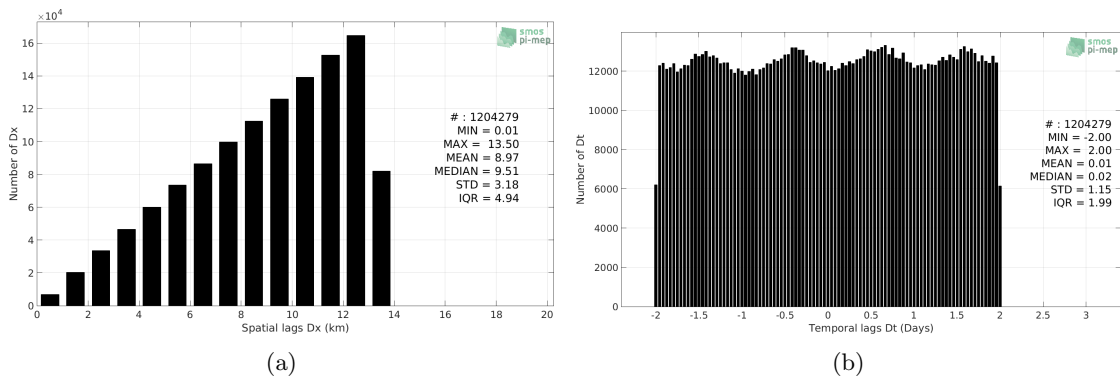 ×10⁴
16
14
12
10
8
6
4
2
0
Number of Dx
0 2 4 6 8 10 12 14 16 18 20
Spatial lags Dx (km)
smos
pi-mep
# : 1204279
MIN = 0.01
MAX = 13.50
MEAN = 8.97
MEDIAN = 9.51
STD = 3.18
IQR = 4.94
(a)
12000
10000
8000
6000
4000
2000
0
Number of Dt
-2 -1.5 -1 -0.5 0 0.5 1 1.5 2 2.5 3
Temporal lags Dt (Days)
smos
pi-mep
# : 1204279
MIN = -2.00
MAX = 2.00
MEAN = 0.01
MEDIAN = 0.02
STD = 1.15
IQR = 1.99
(b)